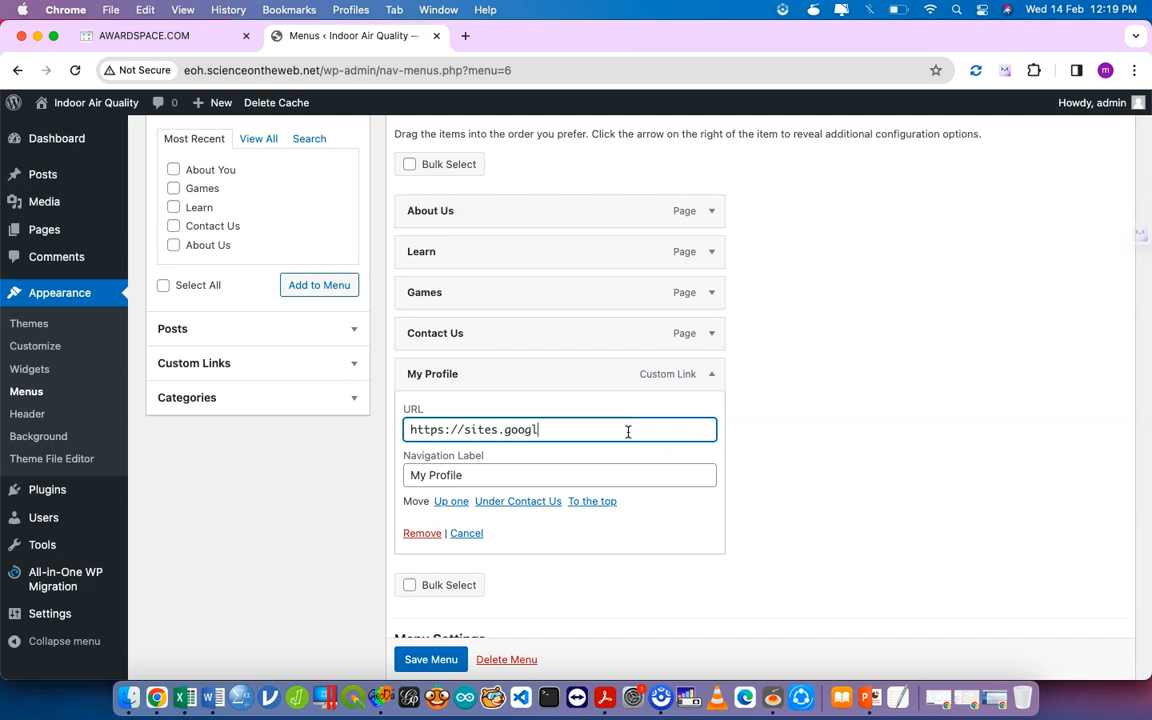 Chrome File Edit View History Bookmarks Profiles Tab Window Help Wed 14 Feb 12:19 PM
AWARDSPACE.COM Menus ‹ Indoor Air Quality —
Not Secure eoh.scienceontheweb.net/wp-admin/nav-menus.php?menu=6
Indoor Air Quality 0 New Delete Cache Howdy, admin
Dashboard
Posts
Media
Pages
Comments
Appearance
Themes
Customize
Widgets
Menus
Header
Background
Theme File Editor
Plugins
Users
Tools
All-in-One WP
Migration
Settings
Collapse menu
Most Recent View All Search
About You
Games
Learn
Contact Us
About Us
Select All Add to Menu
Posts
Custom Links
Categories
Drag the items into the order you prefer. Click the arrow on the right of the item to reveal additional configuration options.
Bulk Select
About Us Page
Learn Page
Games Page
Contact Us Page
My Profile Custom Link
URL
https://sites.googl
Navigation Label
My Profile
Move Up one Under Contact Us To the top
Remove | Cancel
Bulk Select
Menu Settings
Save Menu Delete Menu